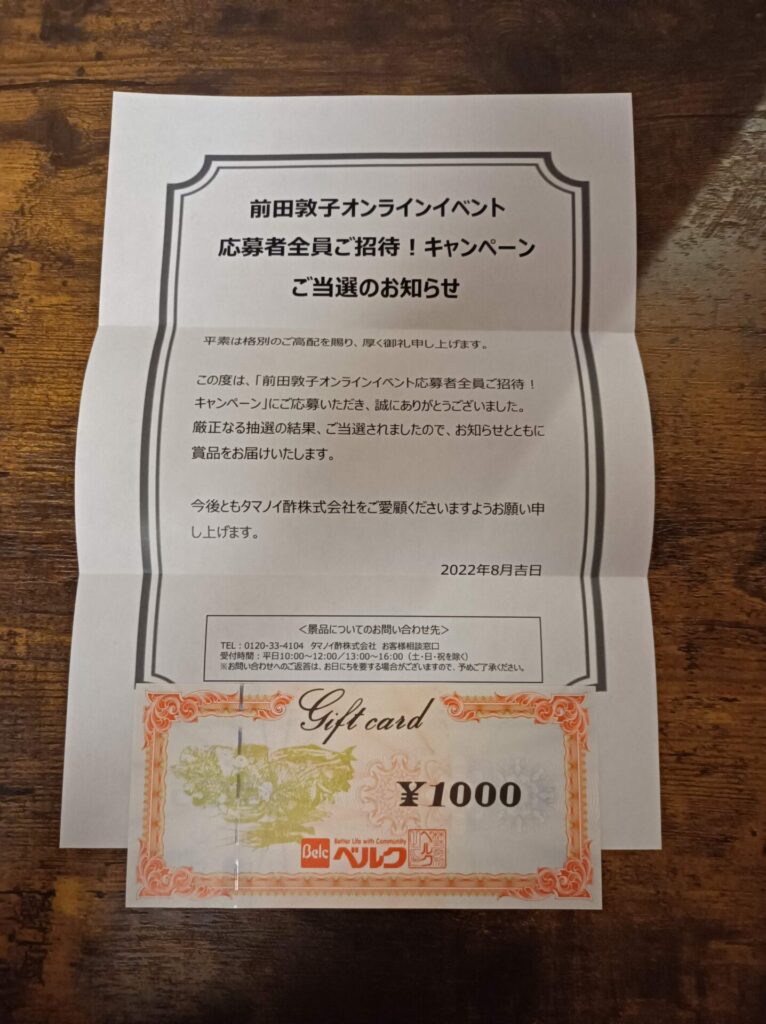 前田敦子オンラインイベント
応募者全員ご招待！キャンペーン
ご当選のお知らせ
平素は格別のご高配を賜り、厚く御礼申し上げます。
この度は、「前田敦子オンラインイベント応募者全員ご招待！
キャンペーン」にご応募いただき、誠にありがとうございました。
厳正なる抽選の結果、ご当選されましたので、お知らせとともに
賞品をお届けいたします。
今後ともタマノイ酢株式会社をご愛顧くださいますようお願い申
し上げます。
2022年8月吉日
＜景品についてのお問い合わせ先＞
TEL：0120-33-4104 タマノイ酢株式会社 お客様相談窓口
受付時間：平日10:00～12:00／13:00～16:00（土・日・祝を除く）
※お問い合わせへのご返答は、お日にちを要する場合がございますので、予めご了承ください。
Gift card
¥1000
Better Life with Community
Belc ベルク